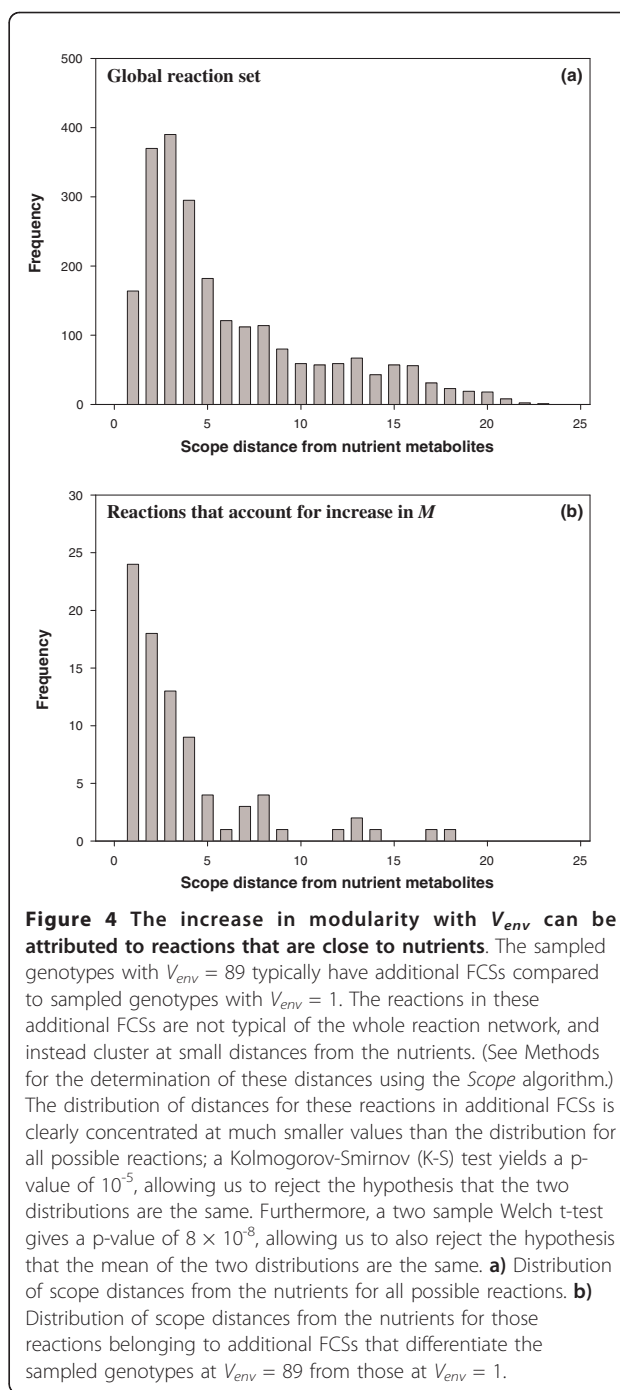 Global reaction set (a)
500
400
300
200
100
0
Frequency
0 5 10 15 20 25
Scope distance from nutrient metabolites
Reactions that account for increase in M (b)
30
25
20
15
10
5
0
Frequency
0 5 10 15 20 25
Scope distance from nutrient metabolites
Figure 4 The increase in modularity with Venv can be
attributed to reactions that are close to nutrients. The sampled
genotypes with Venv = 89 typically have additional FCSs compared
to sampled genotypes with Venv = 1. The reactions in these
additional FCSs are not typical of the whole reaction network, and
instead cluster at small distances from the nutrients. (See Methods
for the determination of these distances using the Scope algorithm.)
The distribution of distances for these reactions in additional FCSs is
clearly concentrated at much smaller values than the distribution for
all possible reactions; a Kolmogorov-Smirnov (K-S) test yields a p-
value of 10⁻⁵, allowing us to reject the hypothesis that the two
distributions are the same. Furthermore, a two sample Welch t-test
gives a p-value of 8 × 10⁻⁸, allowing us to also reject the hypothesis
that the mean of the two distributions are the same. a) Distribution
of scope distances from the nutrients for all possible reactions. b)
Distribution of scope distances from the nutrients for those
reactions belonging to additional FCSs that differentiate the
sampled genotypes at Venv = 89 from those at Venv = 1.